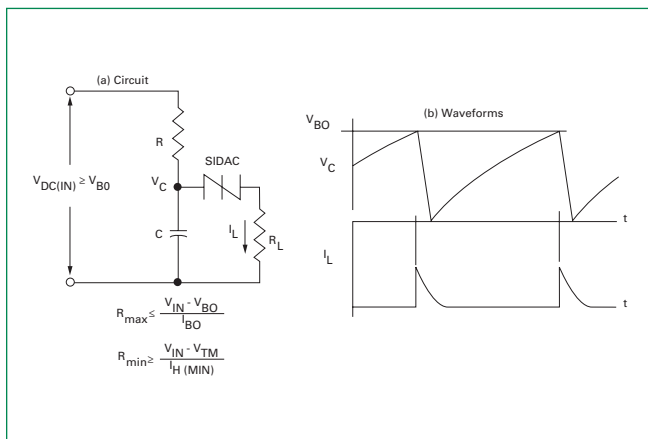 (a) Circuit
R
SIDAC
V_DC(IN) ≥ V_B0
V_C
C
I_L
R_L
R_max ≤ (V_IN - V_BO) / I_BO
R_min ≥ (V_IN - V_TM) / I_H (MIN)
(b) Waveforms
V_BO
V_C
t
I_L
t